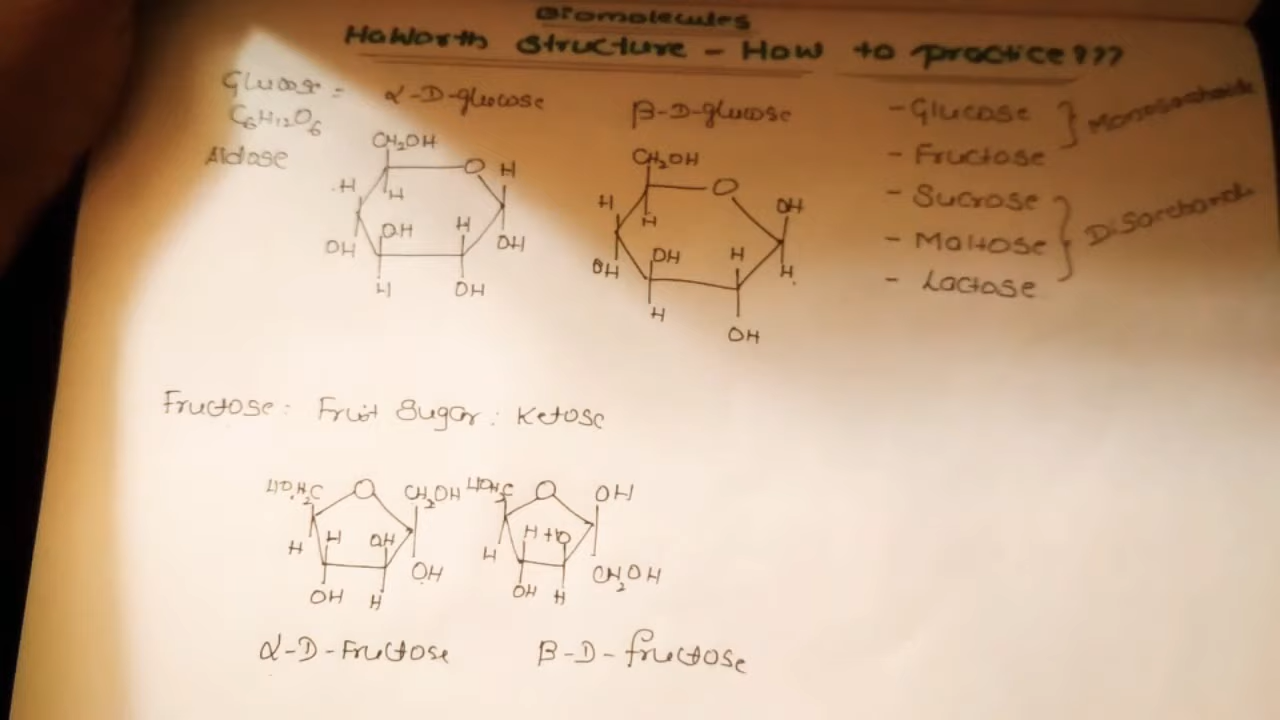 Biomolecules
Haworth structure - How to practice???
Glucose =
C6H12O6
Aldose
α-D-glucose
CH2OH
O
H
H
H
OH
H
OH
OH
H
OH
β-D-glucose
CH2OH
O
OH
H
H
OH
H
OH
H
H
OH
- Glucose
- Fructose
Monosaccharide
- Sucrose
- Maltose
- Lactose
Fructose: Fruit Sugar: Ketose
HOH2C
O
CH2OH
H
OH
H
OH
OH
H
α-D-Fructose
HOH2C
O
OH
H
HO
H
CH2OH
OH
H
β-D-fructose